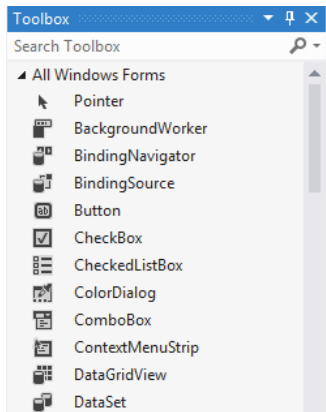 Toolbox
Search Toolbox
All Windows Forms
Pointer
BackgroundWorker
BindingNavigator
BindingSource
Button
CheckBox
CheckedListBox
ColorDialog
ComboBox
ContextMenuStrip
DataGridView
DataSet